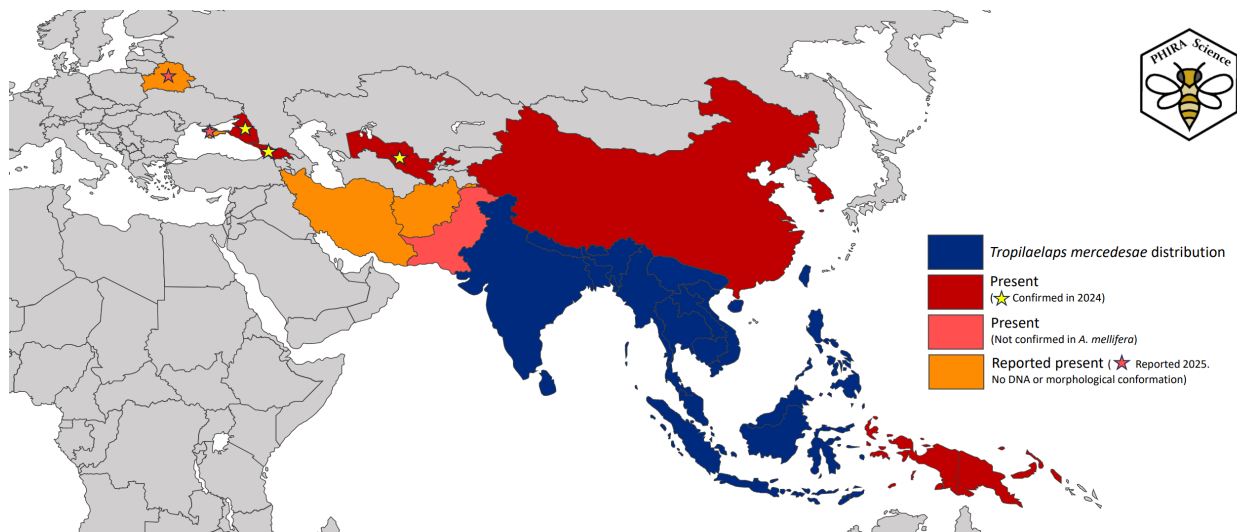 PHIRA Science
Tropilaelaps mercedesae distribution
Present
(★ Confirmed in 2024)
Present
(Not confirmed in A. mellifera)
Reported present (★ Reported 2025.
No DNA or morphological conformation)